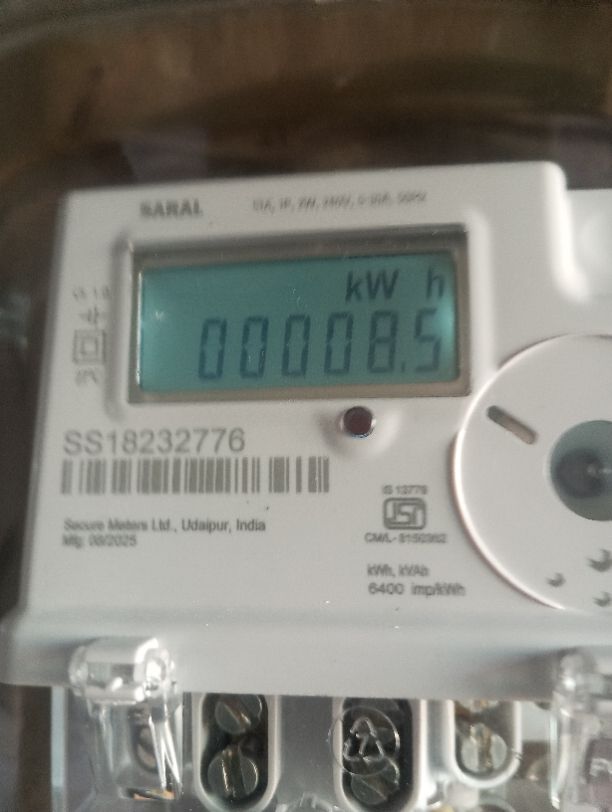 SARAL
kW h
00008.5
SS18232776
Secure Meters Ltd., Udaipur, India
Mfg: 08/2025
IS 13779
ISI
kWh, kVAh
6400 imp/kWh